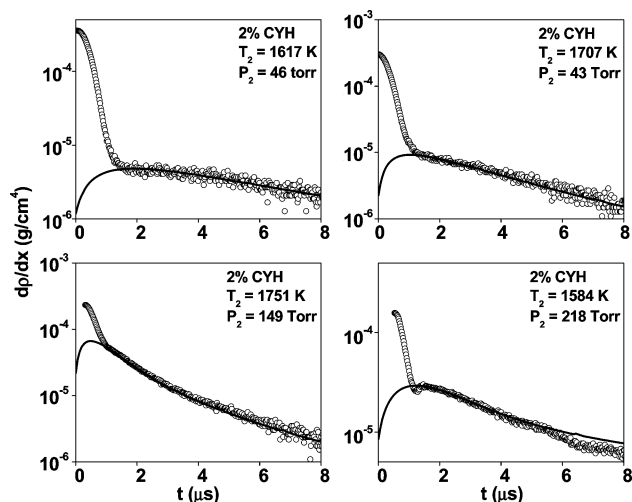 2% CYH
T2 = 1617 K
P2 = 46 torr
10-4
10-5
10-6
0 2 4 6 8
2% CYH
T2 = 1707 K
P2 = 43 Torr
10-3
10-4
10-5
10-6
0 2 4 6 8
dρ/dx (g/cm4)
2% CYH
T2 = 1751 K
P2 = 149 Torr
10-3
10-4
10-5
10-6
0 2 4 6 8
t (μs)
2% CYH
T2 = 1584 K
P2 = 218 Torr
10-4
10-5
0 2 4 6 8
t (μs)